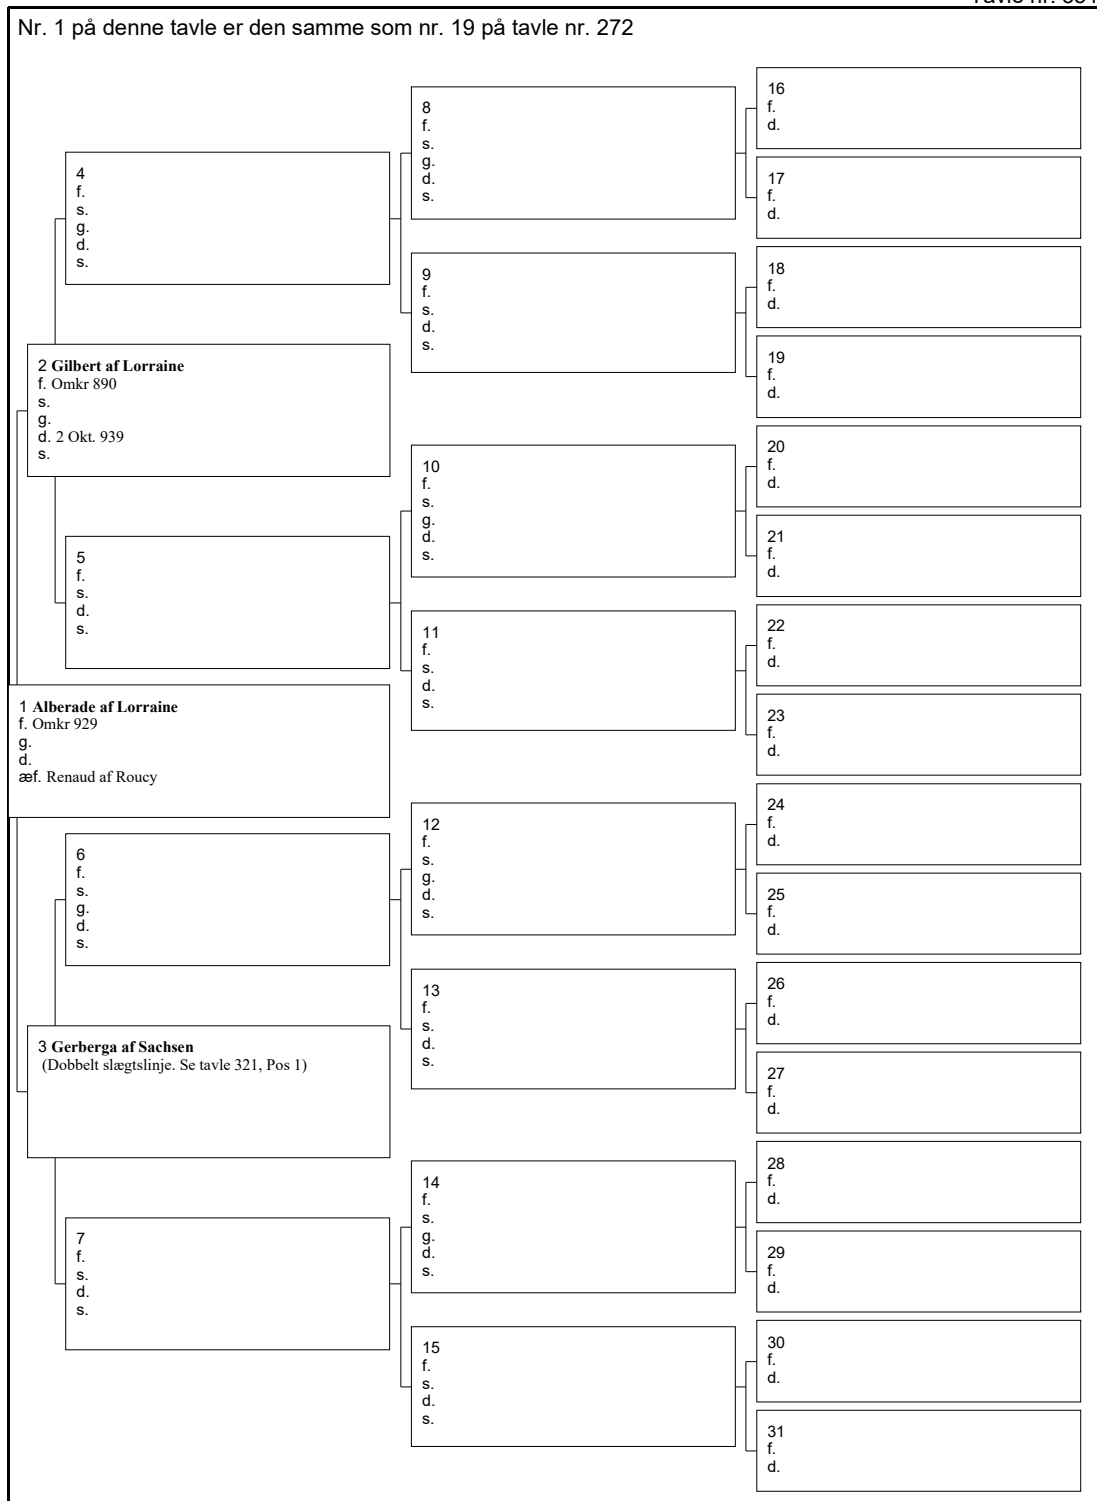 Nr. 1 på denne tavle er den samme som nr. 19 på tavle nr. 272
16
f.
d.
8
f.
s.
g.
d.
s.
17
f.
d.
4
f.
s.
g.
d.
s.
18
f.
d.
9
f.
s.
d.
s.
19
f.
d.
2 Gilbert af Lorraine
f. Omkr 890
s.
g.
d. 2 Okt. 939
s.
20
f.
d.
10
f.
s.
g.
d.
s.
21
f.
d.
5
f.
s.
d.
s.
22
f.
d.
11
f.
s.
d.
s.
23
f.
d.
1 Alberade af Lorraine
f. Omkr 929
g.
d.
æf. Renaud af Roucy
24
f.
d.
12
f.
s.
g.
d.
s.
25
f.
d.
6
f.
s.
g.
d.
s.
26
f.
d.
13
f.
s.
d.
s.
27
f.
d.
3 Gerberga af Sachsen
(Dobbelt slægtslinje. Se tavle 321, Pos 1)
28
f.
d.
14
f.
s.
g.
d.
s.
29
f.
d.
7
f.
s.
d.
s.
30
f.
d.
15
f.
s.
d.
s.
31
f.
d.